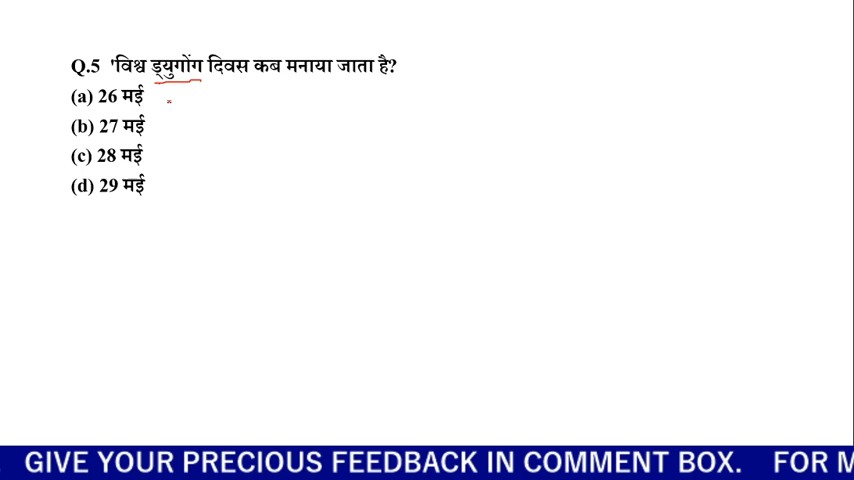 Q.5 'विश्व ड्युगोंग दिवस कब मनाया जाता है?
(a) 26 मई
(b) 27 मई
(c) 28 मई
(d) 29 मई
. GIVE YOUR PRECIOUS FEEDBACK IN COMMENT BOX. FOR M